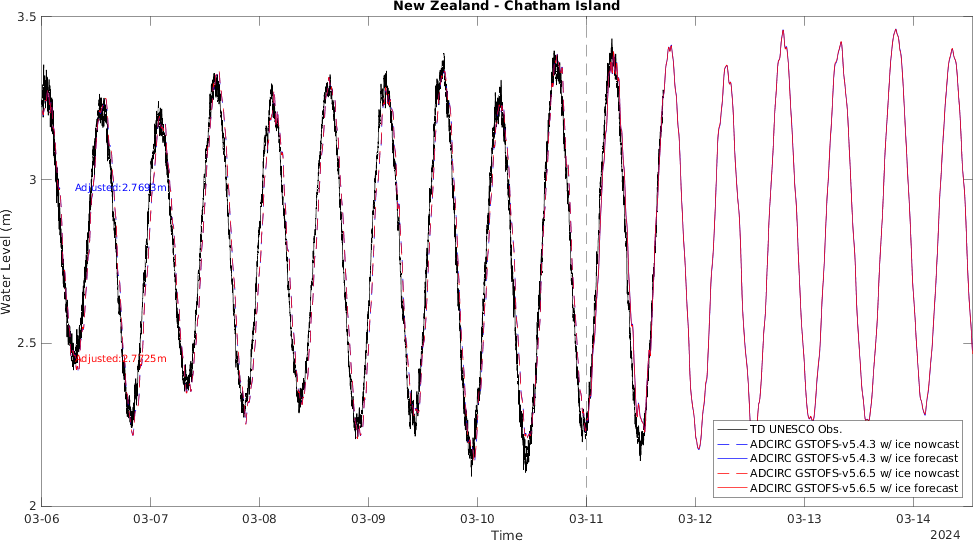 New Zealand - Chatham Island
3.5
3
2.5
2
Water Level (m)
Adjusted:2.7693m
Adjusted:2.7725m
TD UNESCO Obs.
ADCIRC GSTOFS-v5.4.3 w/ ice nowcast
ADCIRC GSTOFS-v5.4.3 w/ ice forecast
ADCIRC GSTOFS-v5.6.5 w/ ice nowcast
ADCIRC GSTOFS-v5.6.5 w/ ice forecast
03-06 03-07 03-08 03-09 03-10 03-11 03-12 03-13 03-14
Time
2024